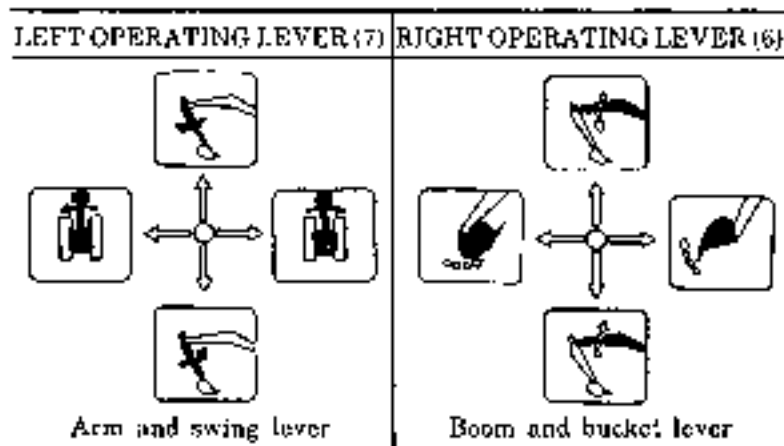 LEFT OPERATING LEVER (7)
RIGHT OPERATING LEVER (6)
Arm and swing lever
Boom and bucket lever